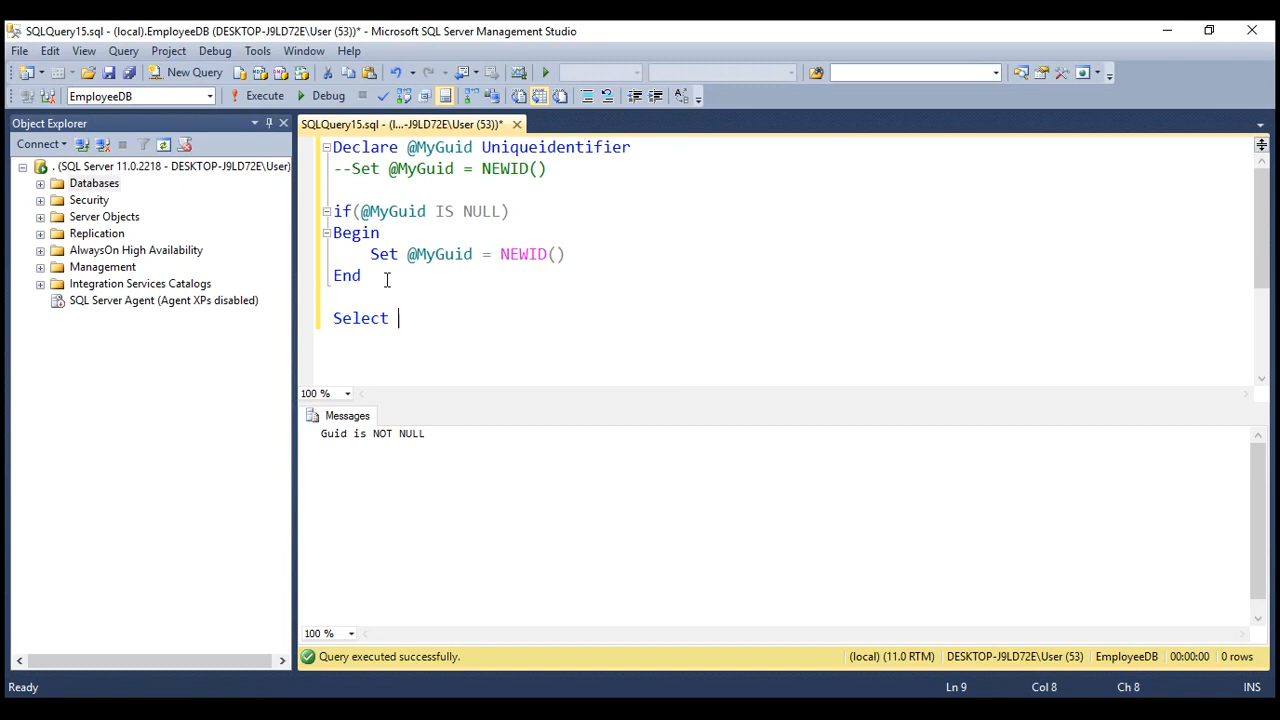 SQLQuery15.sql - (local).EmployeeDB (DESKTOP-J9LD72E\User (53))* - Microsoft SQL Server Management Studio
File Edit View Query Project Debug Tools Window Help
New Query
EmployeeDB Execute Debug
Object Explorer
SQLQuery15.sql - (l...-J9LD72E\User (53))*
Connect
. (SQL Server 11.0.2218 - DESKTOP-J9LD72E\User)
Databases
Security
Server Objects
Replication
AlwaysOn High Availability
Management
Integration Services Catalogs
SQL Server Agent (Agent XPs disabled)
Declare @MyGuid Uniqueidentifier
--Set @MyGuid = NEWID()
if(@MyGuid IS NULL)
Begin
Set @MyGuid = NEWID()
End
Select
100 %
Messages
Guid is NOT NULL
100 %
Query executed successfully. (local) (11.0 RTM) DESKTOP-J9LD72E\User (53) EmployeeDB 00:00:00 0 rows
Ready Ln 9 Col 8 Ch 8 INS